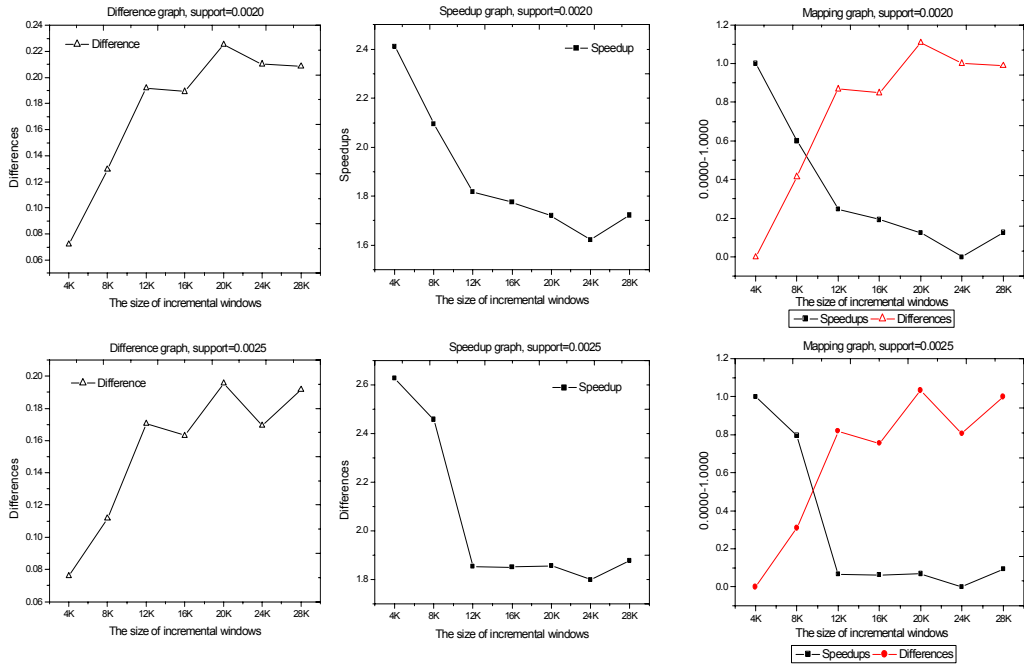 Difference graph, support=0.0020
Difference
0.24
0.22
0.20
0.18
0.16
0.14
0.12
0.10
0.08
0.06
Differences
4K 8K 12K 16K 20K 24K 28K
The size of incremental windows
Speedup graph, support=0.0020
Speedup
2.4
2.2
2.0
1.8
1.6
Speedups
4K 8K 12K 16K 20K 24K 28K
The size of incremental windows
Mapping graph, support=0.0020
1.2
1.0
0.8
0.6
0.4
0.2
0.0
0.0000-1.0000
4K 8K 12K 16K 20K 24K 28K
The size of incremental windows
Speedups Differences
Difference graph, support=0.0025
Difference
0.20
0.18
0.16
0.14
0.12
0.10
0.08
0.06
Differences
4K 8K 12K 16K 20K 24K 28K
The size of incremental windows
Speedup graph, support=0.0025
Speedup
2.6
2.4
2.2
2.0
1.8
Differences
4K 8K 12K 16K 20K 24K 28K
The size of incremental windows
Mapping graph, support=0.0025
1.2
1.0
0.8
0.6
0.4
0.2
0.0
0.0000-1.0000
4K 8K 12K 16K 20K 24K 28K
The size of incremental windows
Speedups Differences